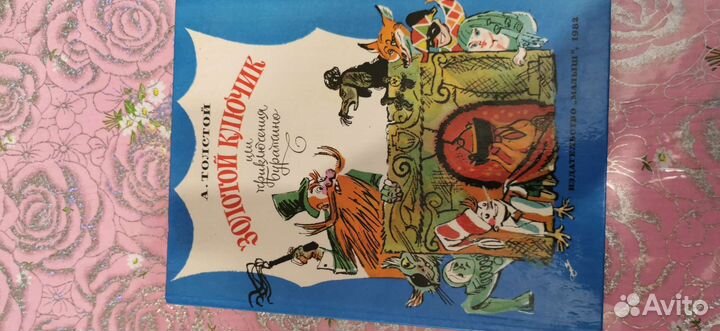 А. ТОЛСТОЙ
ЗОЛОТОЙ КЛЮЧИК
или
приключения
Буратино
ИЗДАТЕЛЬСТВО „МАЛЫШ", 1982
Avito